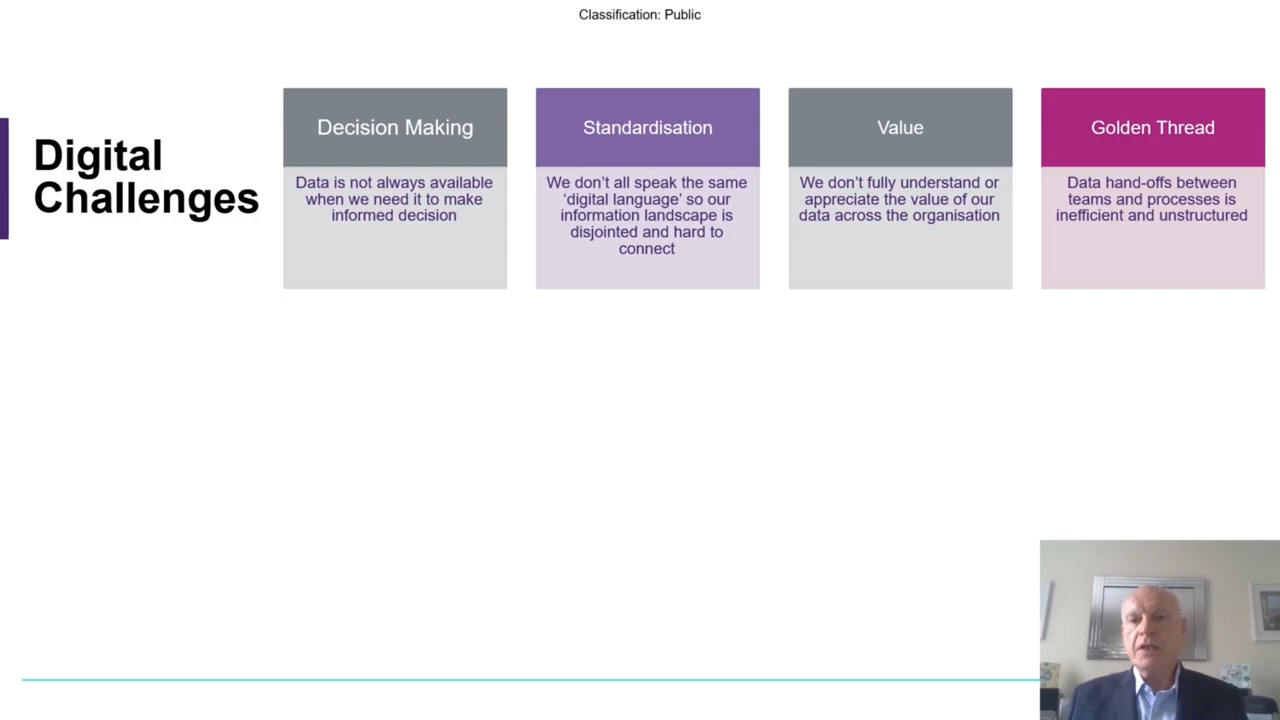 Classification: Public
Digital
Challenges
Decision Making
Data is not always available
when we need it to make
informed decision
Standardisation
We don’t all speak the same
‘digital language’ so our
information landscape is
disjointed and hard to
connect
Value
We don’t fully understand or
appreciate the value of our
data across the organisation
Golden Thread
Data hand-offs between
teams and processes is
inefficient and unstructured